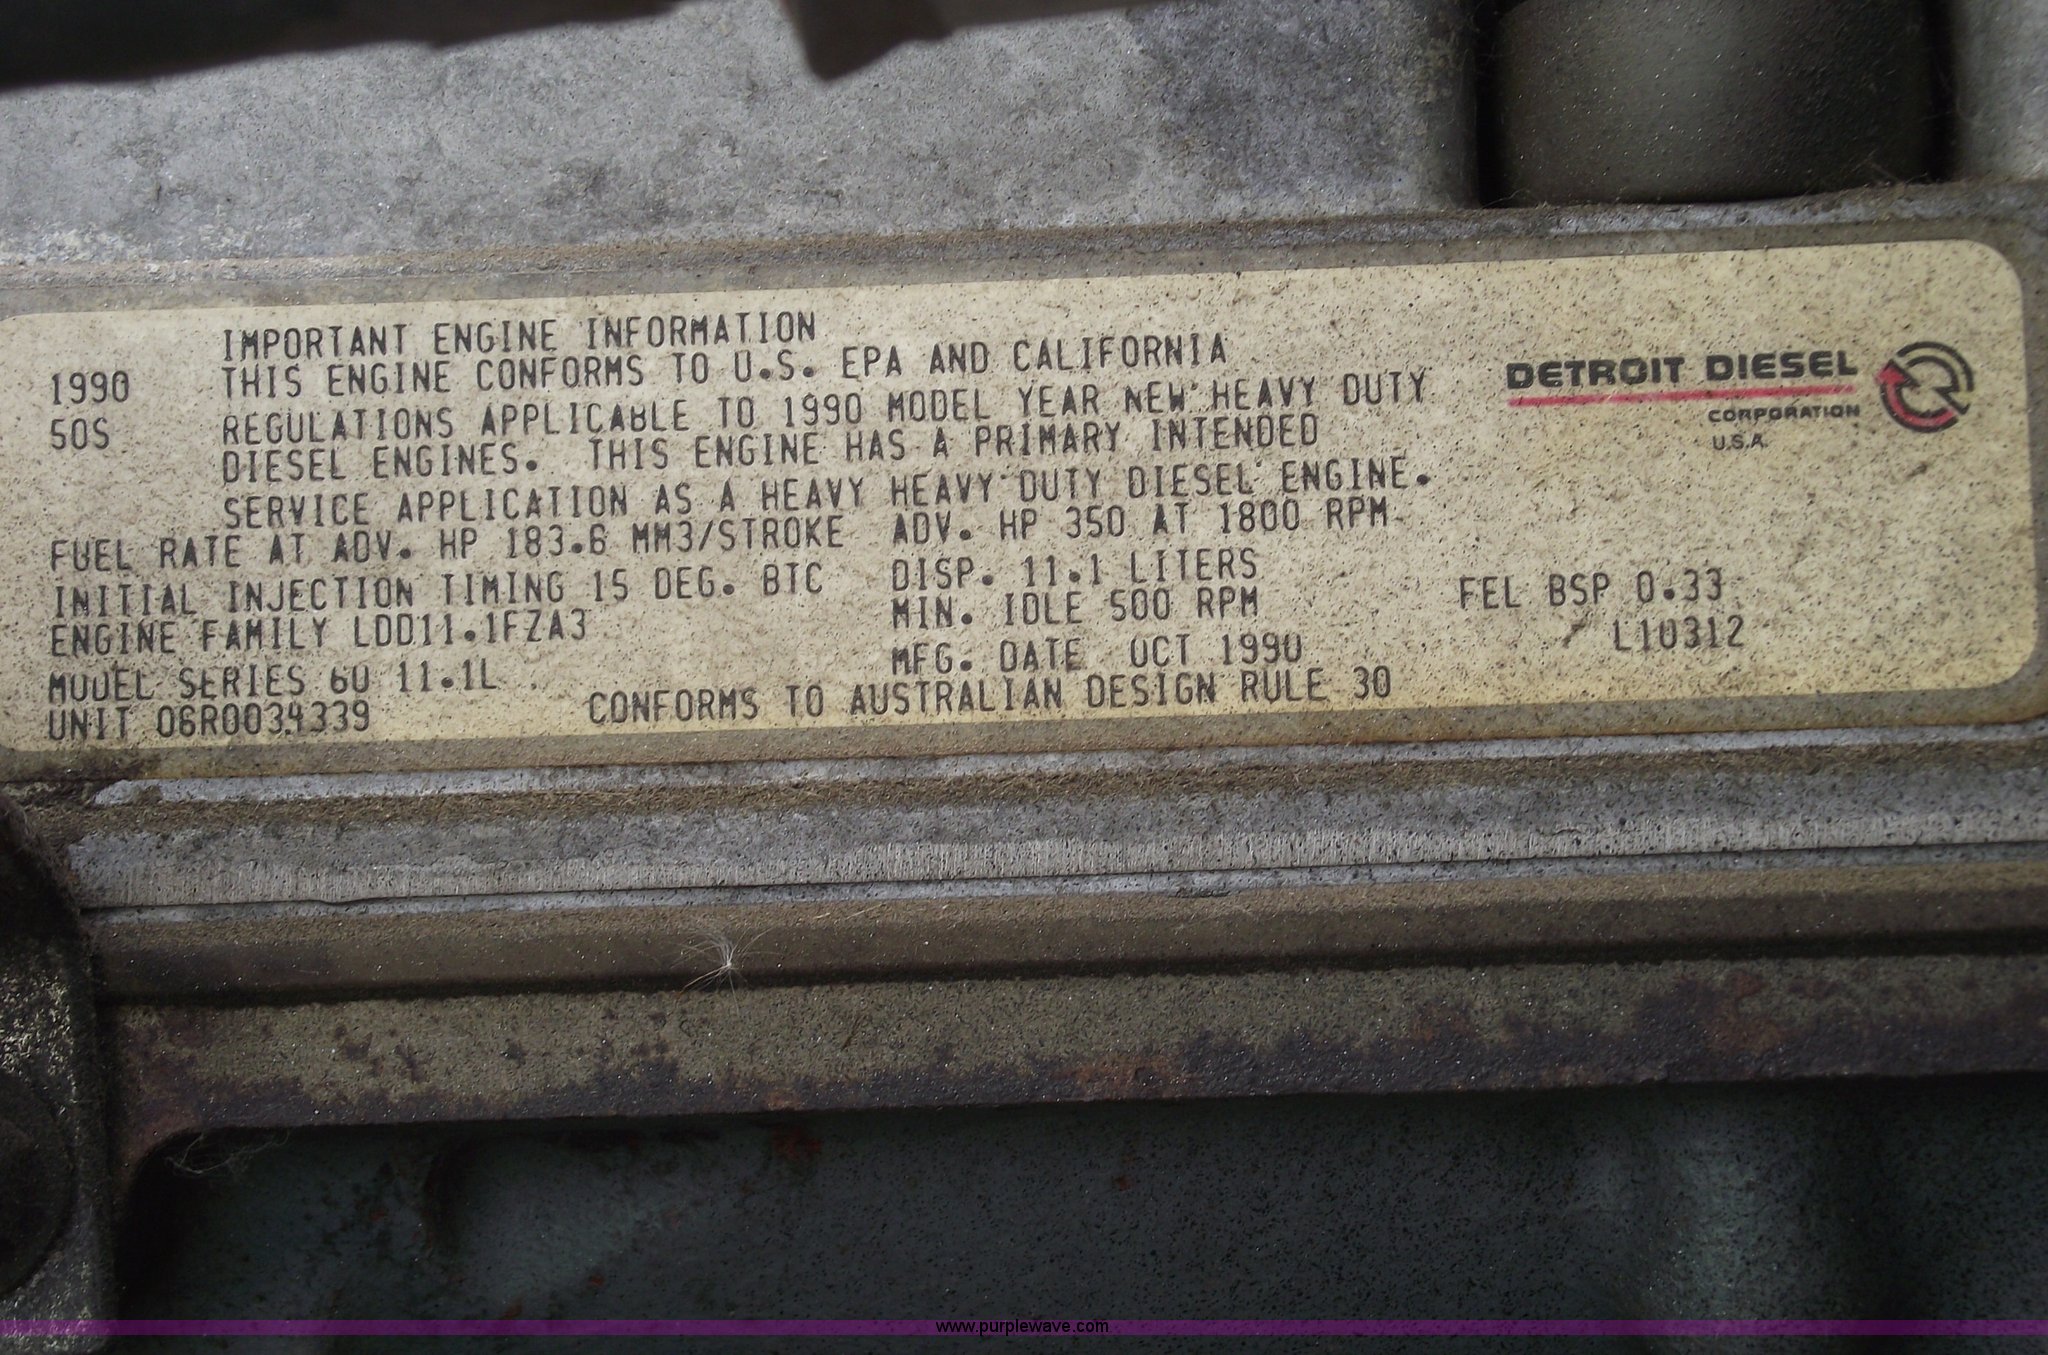 IMPORTANT ENGINE INFORMATION
1990 THIS ENGINE CONFORMS TO U.S. EPA AND CALIFORNIA
50S REGULATIONS APPLICABLE TO 1990 MODEL YEAR NEW HEAVY DUTY
DIESEL ENGINES. THIS ENGINE HAS A PRIMARY INTENDED
SERVICE APPLICATION AS A HEAVY HEAVY DUTY DIESEL ENGINE.
FUEL RATE AT ADV. HP 183.6 MM3/STROKE ADV. HP 350 AT 1800 RPM
INITIAL INJECTION TIMING 15 DEG. BTC DISP. 11.1 LITERS
ENGINE FAMILY LDD11.1FZA3 MIN. IDLE 500 RPM FEL BSP 0.33
MODEL SERIES 60 11.1L MFG. DATE OCT 1990 L10312
UNIT 06R0034339 CONFORMS TO AUSTRALIAN DESIGN RULE 30
DETROIT DIESEL
CORPORATION
U.S.A.
www.purplewave.com